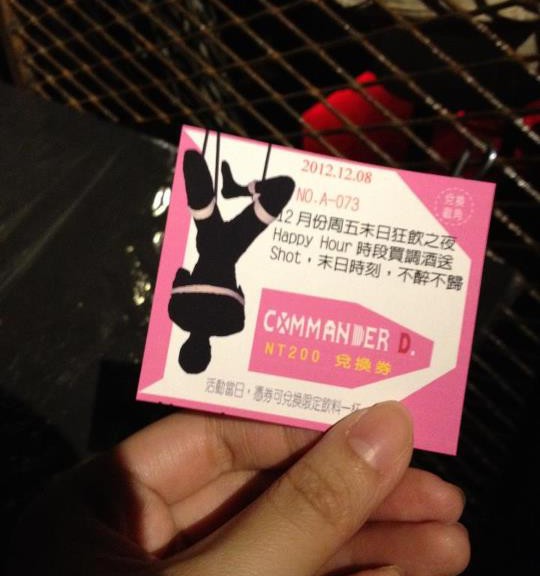 2012.12.08
NO.A-073
兌換
截角
12月份周五末日狂飲之夜
Happy Hour 時段買調酒送
Shot，末日時刻，不醉不歸
COMMANDER D.
NT200 兌換券
活動當日，憑券可兌換限定飲料一杯